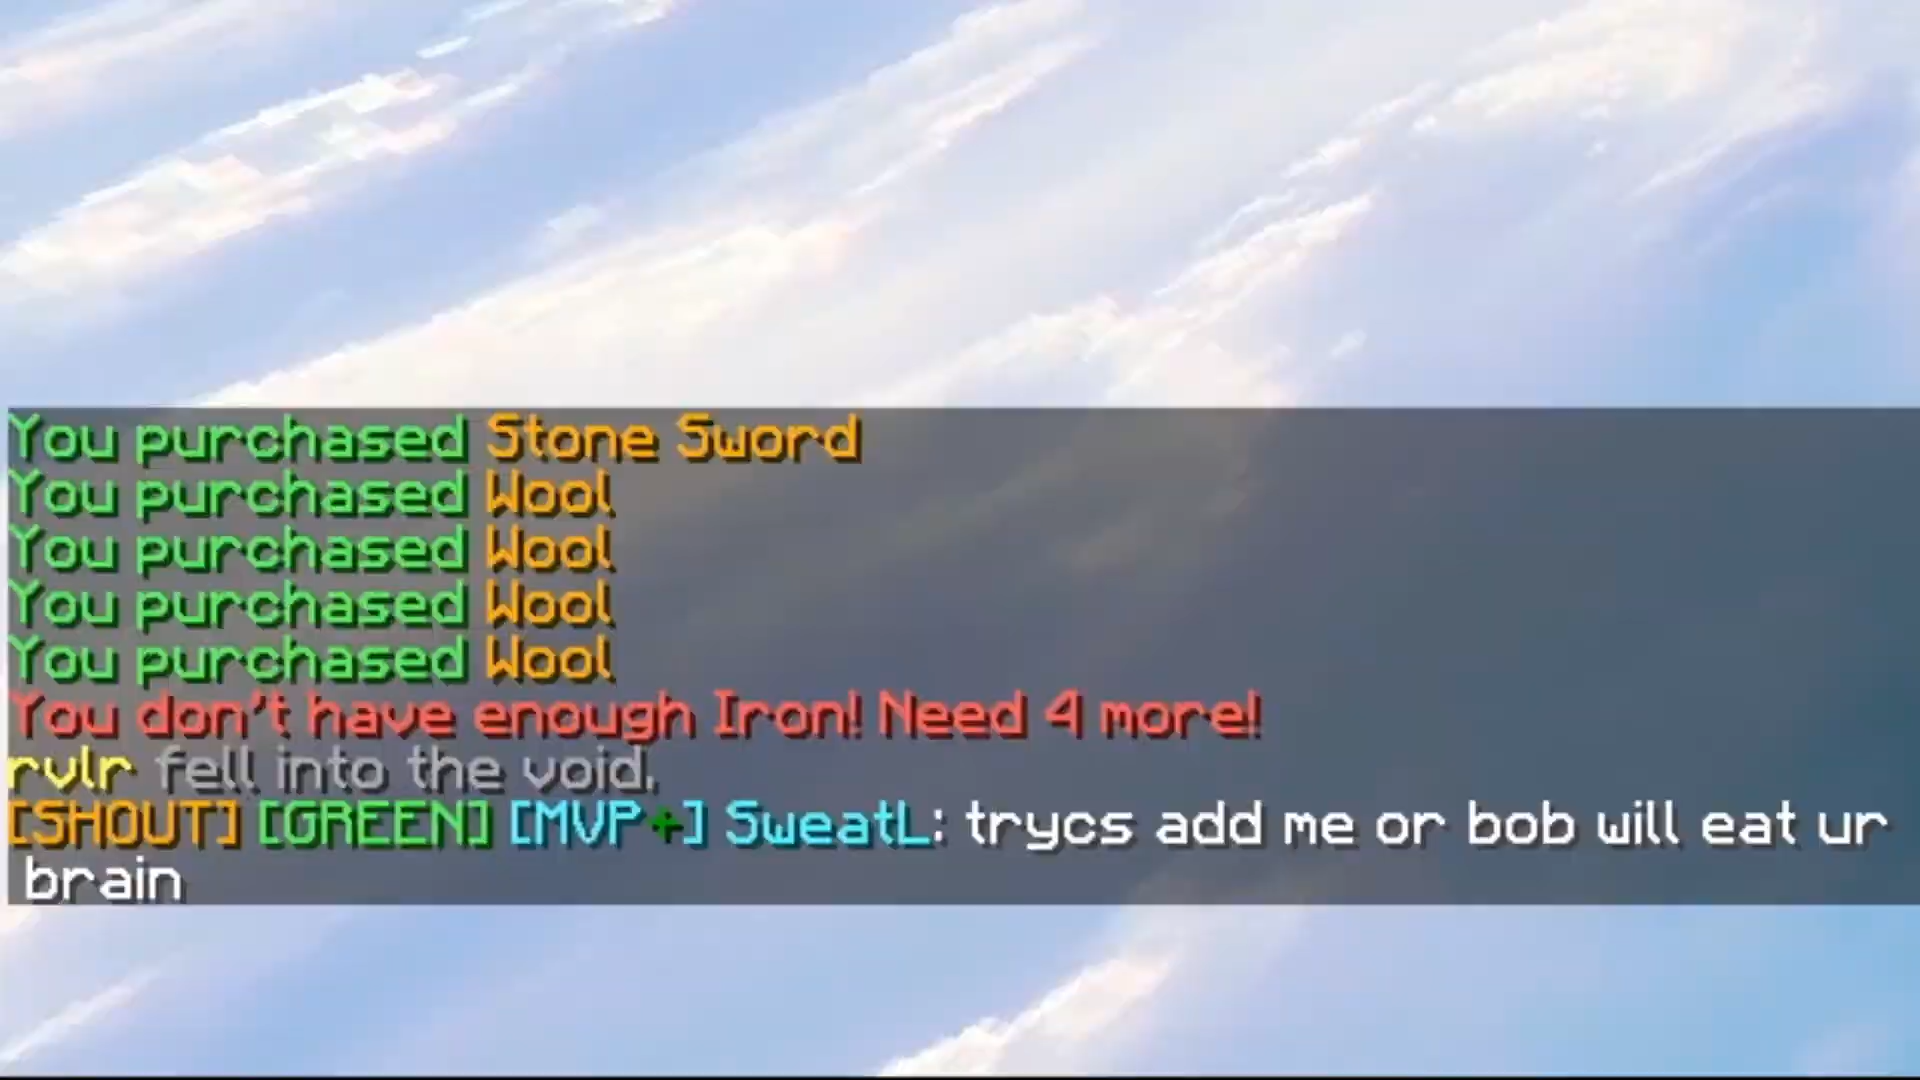 You purchased Stone Sword
You purchased Wool
You purchased Wool
You purchased Wool
You purchased Wool
You don't have enough Iron! Need 4 more!
rvlr fell into the void.
[SHOUT] [GREEN] [MVP+] SweatL: trycs add me or bob will eat ur
brain